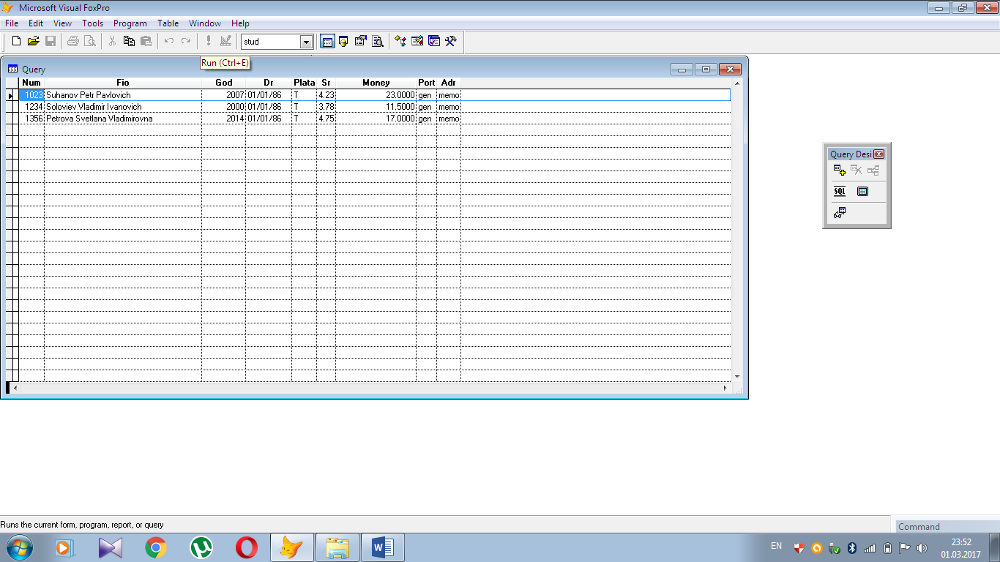 Microsoft Visual FoxPro
File Edit View Tools Program Table Window Help
stud
Run (Ctrl+E)
Query
Num Fio God Dr Plata Sr Money Port Adr
1023 Suhanov Petr Pavlovich 2007 01/01/86 T 4.23 23.0000 gen memo
1234 Soloviev Vladimir Ivanovich 2000 01/01/86 T 3.78 11.5000 gen memo
1356 Petrova Svetlana Vladimirovna 2014 01/01/86 T 4.75 17.0000 gen memo
Query Desi
SQL
Runs the current form, program, report, or query
Command
EN
23:52
01.03.2017